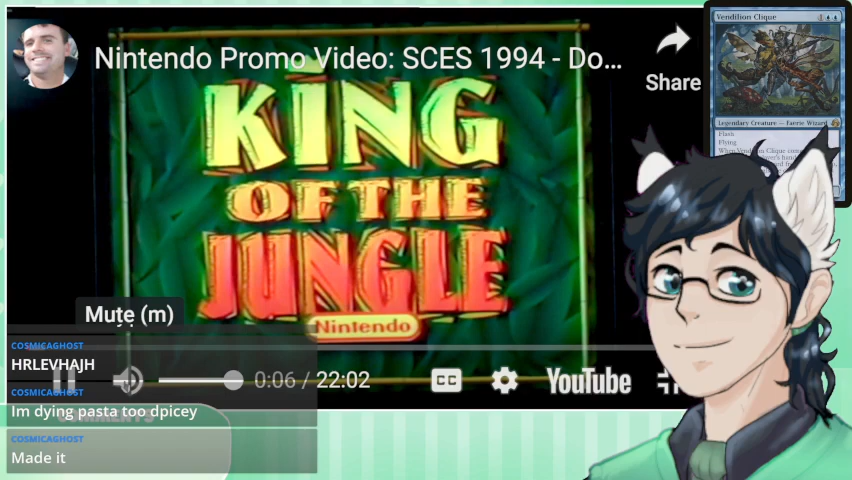 Nintendo Promo Video: SCES 1994 - Do...
Share
Vendilion Clique
Legendary Creature — Faerie Wizard
Flash
Flying
KING
OF THE
JUNGLE
Nintendo
Mute (m)
COSMICAGHOST
HRLEVHAJH
0:06 / 22:02
CC
YouTube
COSMICAGHOST
Im dying pasta too dpicey
COMMENTS
COSMICAGHOST
Made it